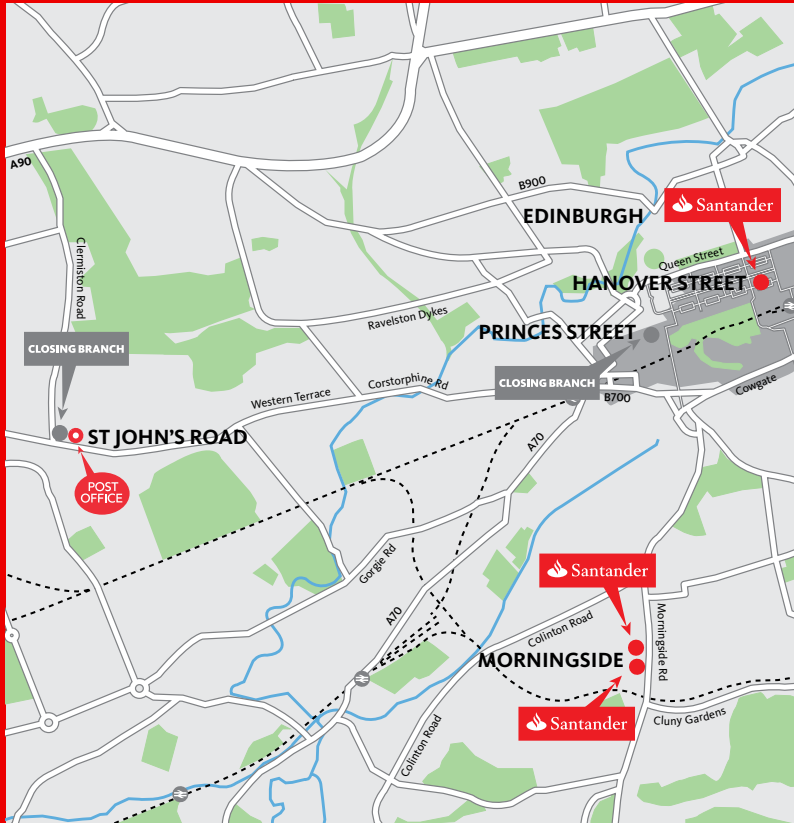 A90
B900
EDINBURGH
Santander
Clermiston Road
Queen Street
HANOVER STREET
Ravelston Dykes
PRINCES STREET
CLOSING BRANCH
Corstorphine Rd
CLOSING BRANCH
Western Terrace
B700
Cowgate
ST JOHN'S ROAD
A70
POST
OFFICE
Gorgie Rd
Santander
A70
Colinton Road
Morningside Rd
MORNINGSIDE
Santander
Cluny Gardens
Colinton Road